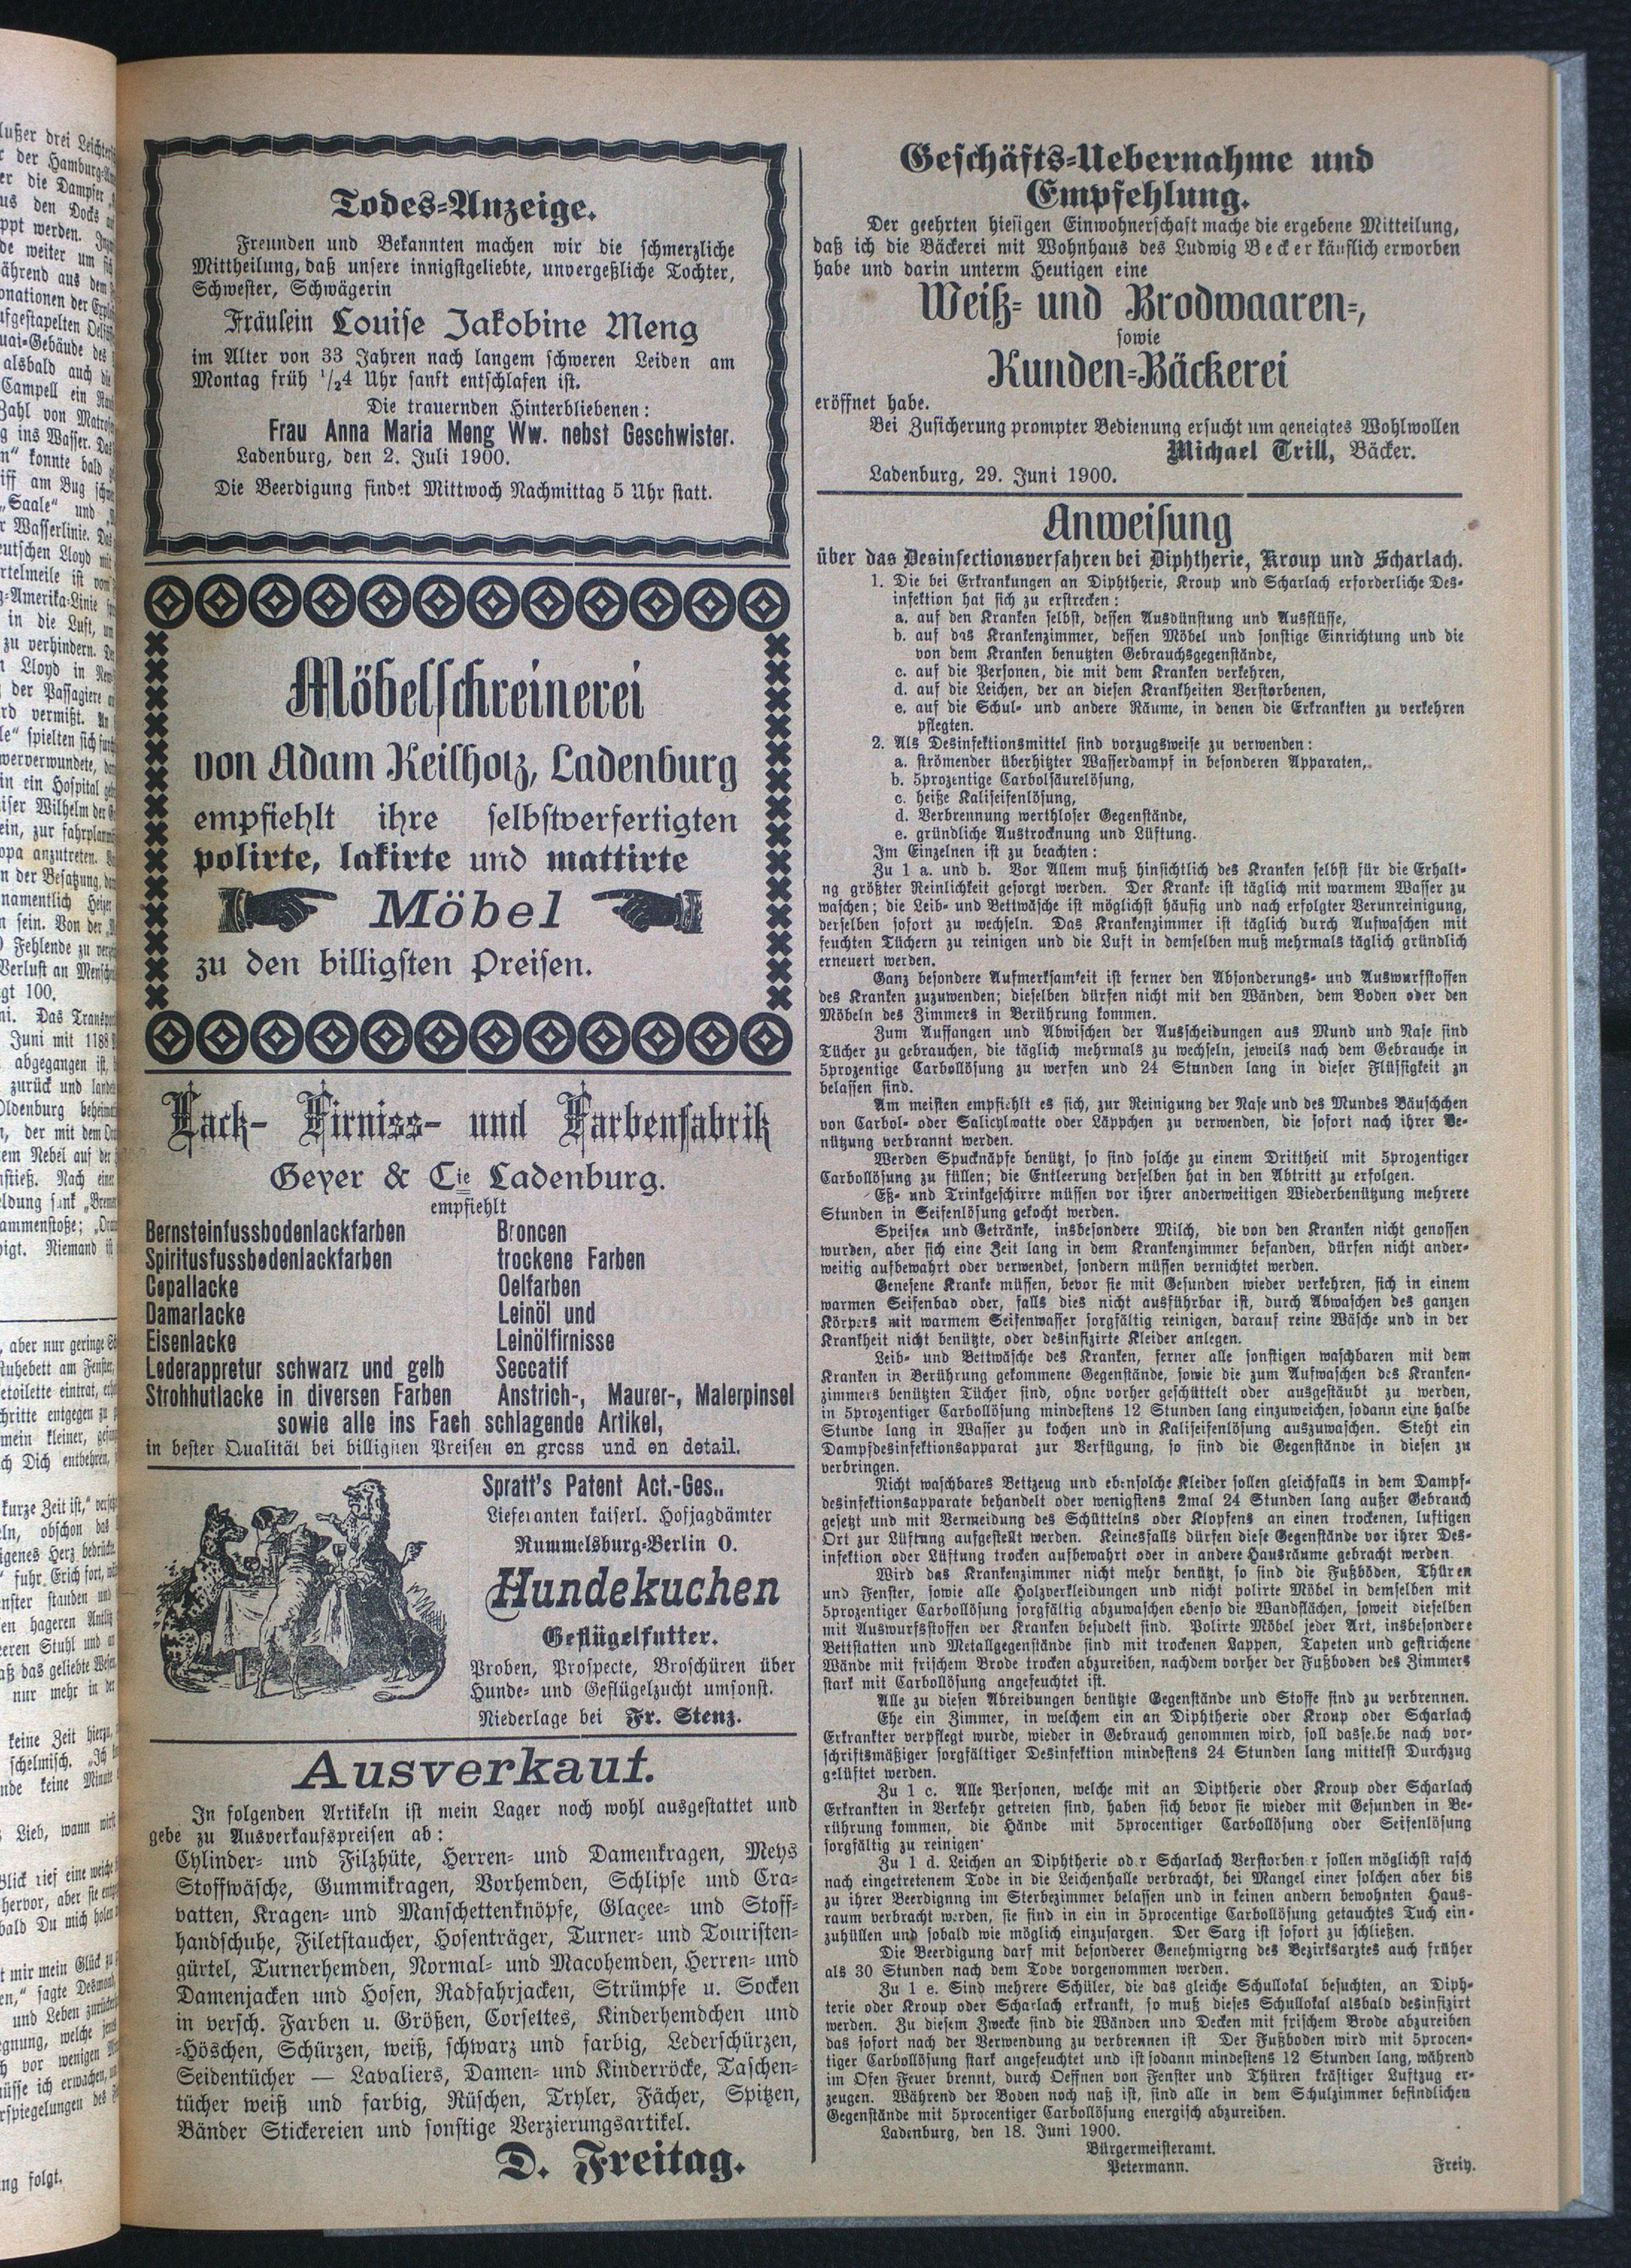 Todes-Anzeige.
Freunden und Bekannten machen wir die schmerzliche
Mittheilung, daß unsere innigstgeliebte, unvergeßliche Tochter,
Schwester, Schwägerin
Fräulein Louise Jakobine Meng
im Alter von 33 Jahren nach langem schweren Leiden am
Montag früh 1/24 Uhr sanft entschlafen ist.
Die trauernden Hinterbliebenen:
Frau Anna Maria Meng Ww. nebst Geschwister.
Ladenburg, den 2. Juli 1900.
Die Beerdigung findet Mittwoch Nachmittag 5 Uhr statt.
Möbelschreinerei
von Adam Keilholz, Ladenburg
empfiehlt ihre selbstverfertigten
polirte, lakirte und mattirte
Möbel
zu den billigsten Preisen.
Lack- Firniss- und Farbenfabrik
Geyer & Cie Ladenburg.
empfiehlt
Bernsteinfussbodenlackfarben
Spiritusfussbodenlackfarben
Copallacke
Damarlacke
Eisenlacke
Lederappretur schwarz und gelb
Strohhutlacke in diversen Farben
Broncen
trockene Farben
Oelfarben
Leinöl und
Leinölfirnisse
Seccatif
Anstrich-, Maurer-, Malerpinsel
sowie alle ins Fach schlagende Artikel,
in bester Qualität bei billigsten Preisen en gross und en detail.
Spratt's Patent Act.-Ges.,
Lieferanten kaiserl. Hofjagdämter
Rummelsburg-Berlin O.
Hundekuchen
Geflügelfutter.
Proben, Prospecte, Broschüren über
Hunde- und Geflügelzucht umsonst.
Niederlage bei Fr. Stenz.
Ausverkauf.
In folgenden Artikeln ist mein Lager noch wohl ausgestattet und
gebe zu Ausverkaufspreisen ab:
Cylinder- und Filzhüte, Herren- und Damenkragen, Meys
Stoffwäsche, Gummikragen, Vorhemden, Schlipse und Cra-
vatten, Kragen- und Manschettenknöpfe, Glaçee- und Stoff-
handschuhe, Filetstaucher, Hosenträger, Turner- und Touristen-
gürtel, Turnerhemden, Normal- und Macohemden, Herren- und
Damenjacken und Hosen, Radfahrjacken, Strümpfe u. Socken
in versch. Farben u. Größen, Corsettes, Kinderhemdchen und
-Höschen, Schürzen, weiß, schwarz und farbig, Lederschürzen,
Seidentücher — Lavaliers, Damen- und Kinderröcke, Taschen-
tücher weiß und farbig, Rüschen, Tryler, Fächer, Spitzen,
Bänder Stickereien und sonstige Verzierungsartikel.
D. Freitag.
Geschäfts-Uebernahme und
Empfehlung.
Der geehrten hiesigen Einwohnerschaft mache die ergebene Mitteilung,
daß ich die Bäckerei mit Wohnhaus des Ludwig Becker käuflich erworben
habe und darin unterm Heutigen eine
Weiß- und Brodwaaren-,
sowie
Kunden-Bäckerei
eröffnet habe.
Bei Zusicherung prompter Bedienung ersucht um geneigtes Wohlwollen
Michael Trill, Bäcker.
Ladenburg, 29. Juni 1900.
Anweisung
über das Desinfectionsverfahren bei Diphtherie, Kroup und Scharlach.
1. Die bei Erkrankungen an Diphtherie, Kroup und Scharlach erforderliche Des-
infektion hat sich zu erstrecken:
a. auf den Kranken selbst, dessen Ausdünstung und Ausflüsse,
b. auf das Krankenzimmer, dessen Möbel und sonstige Einrichtung und die
von dem Kranken benutzten Gebrauchsgegenstände,
c. auf die Personen, die mit dem Kranken verkehren,
d. auf die Leichen, der an diesen Krankheiten Verstorbenen,
e. auf die Schul- und andere Räume, in denen die Erkrankten zu verkehren
pflegten.
2. Als Desinfektionsmittel sind vorzugsweise zu verwenden:
a. strömender überhitzter Wasserdampf in besonderen Apparaten,
b. 5prozentige Carbolsäurelösung,
c. heiße Kaliseifenlösung,
d. Verbrennung werthloser Gegenstände,
e. gründliche Austrocknung und Lüftung.
Im Einzelnen ist zu beachten:
Zu 1 a. und b. Vor Allem muß hinsichtlich des Kranken selbst für die Erhalt-
ng größter Reinlichkeit gesorgt werden. Der Kranke ist täglich mit warmem Wasser zu
waschen; die Leib- und Bettwäsche ist möglichst häufig und nach erfolgter Verunreinigung,
derselben sofort zu wechseln. Das Krankenzimmer ist täglich durch Aufwaschen mit
feuchten Tüchern zu reinigen und die Luft in demselben muß mehrmals täglich gründlich
erneuert werden.
Ganz besondere Aufmerksamkeit ist ferner den Absonderungs- und Auswurfstoffen
des Kranken zuzuwenden; dieselben dürfen nicht mit den Wänden, dem Boden oder den
Möbeln des Zimmers in Berührung kommen.
Zum Auffangen und Abwischen der Ausscheidungen aus Mund und Nase sind
Tücher zu gebrauchen, die täglich mehrmals zu wechseln, jeweils nach dem Gebrauche in
5prozentige Carbollösung zu werfen und 24 Stunden lang in dieser Flüssigkeit zu
belassen sind.
Am meisten empfiehlt es sich, zur Reinigung der Nase und des Mundes Bäuschchen
von Carbol- oder Salicylwatte oder Läppchen zu verwenden, die sofort nach ihrer Be-
nützung verbrannt werden.
Werden Spucknäpfe benützt, so sind solche zu einem Drittheil mit 5prozentiger
Carbollösung zu füllen; die Entleerung derselben hat in den Abtritt zu erfolgen.
Eß- und Trinkgeschirre müssen vor ihrer anderweitigen Wiederbenützung mehrere
Stunden in Seifenlösung gekocht werden.
Speisen und Getränke, insbesondere Milch, die von den Kranken nicht genossen
wurden, aber sich eine Zeit lang in dem Krankenzimmer befanden, dürfen nicht ander-
weitig aufbewahrt oder verwendet, sondern müssen vernichtet werden.
Genesene Kranke müssen, bevor sie mit Gesunden wieder verkehren, sich in einem
warmen Seifenbad oder, falls dies nicht ausführbar ist, durch Abwaschen des ganzen
Körpers mit warmem Seifenwasser sorgfältig reinigen, darauf reine Wäsche und in der
Krankheit nicht benützte, oder desinfizirte Kleider anlegen.
Leib- und Bettwäsche des Kranken, ferner alle sonstigen waschbaren mit dem
Kranken in Berührung gekommene Gegenstände, sowie die zum Aufwaschen des Kranken-
zimmers benützten Tücher sind, ohne vorher geschüttelt oder ausgestäubt zu werden,
in 5prozentiger Carbollösung mindestens 12 Stunden lang einzuweichen, sodann eine halbe
Stunde lang in Wasser zu kochen und in Kaliseifenlösung auszuwaschen. Steht ein
Dampfdesinfektionsapparat zur Verfügung, so sind die Gegenstände in diesen zu
verbringen.
Nicht waschbares Bettzeug und ebensolche Kleider sollen gleichfalls in dem Dampf-
desinfektionsapparate behandelt oder wenigstens 2mal 24 Stunden lang außer Gebrauch
gesetzt und mit Vermeidung des Schüttelns oder Klopfens an einen trockenen, luftigen
Ort zur Lüftung aufgestellt werden. Keinesfalls dürfen diese Gegenstände vor ihrer Des-
infektion oder Lüftung trocken aufbewahrt oder in andere Hausräume gebracht werden.
Wird das Krankenzimmer nicht mehr benützt, so sind die Fußböden, Thüren
und Fenster, sowie alle Holzverkleidungen und nicht polirte Möbel in demselben mit
5prozentiger Carbollösung sorgfältig abzuwaschen ebenso die Wandflächen, soweit dieselben
mit Auswurfsstoffen der Kranken besudelt sind. Polirte Möbel jeder Art, insbesondere
Bettstatten und Metallgegenstände sind mit trockenen Lappen, Tapeten und gestrichene
Wände mit frischem Brode trocken abzureiben, nachdem vorher der Fußboden des Zimmers
stark mit Carbollösung angefeuchtet ist.
Alle zu diesen Abreibungen benützte Gegenstände und Stoffe sind zu verbrennen.
Ehe ein Zimmer, in welchem ein an Diphtherie oder Kroup oder Scharlach
Erkrankter verpflegt wurde, wieder in Gebrauch genommen wird, soll dasse.be nach vor-
schriftsmäßiger sorgfältiger Desinfektion mindestens 24 Stunden lang mittelst Durchzug
gelüftet werden.
Zu 1 c. Alle Personen, welche mit an Diptherie oder Kroup oder Scharlach
Erkrankten in Verkehr getreten sind, haben sich bevor sie wieder mit Gesunden in Be-
rührung kommen, die Hände mit 5procentiger Carbollösung oder Seifenlösung
sorgfältig zu reinigen
Zu 1 d. Leichen an Diphtherie od.r Scharlach Verstorben r sollen möglichst rasch
nach eingetretenem Tode in die Leichenhalle verbracht, bei Mangel einer solchen aber bis
zu ihrer Beerdignng im Sterbezimmer belassen und in keinen andern bewohnten Haus-
raum verbracht werden, sie sind in ein in 5procentige Carbollösung getauchtes Tuch ein-
zuhüllen und sobald wie möglich einzusargen. Der Sarg ist sofort zu schließen.
Die Beerdigung darf mit besonderer Genehmigrng des Bezirksarztes auch früher
als 30 Stunden nach dem Tode vorgenommen werden.
Zu 1 e. Sind mehrere Schüler, die das gleiche Schullokal besuchten, an Diph-
terie oder Kroup oder Scharlach erkrankt, so muß dieses Schullokal alsbald desinfizirt
werden. Zu diesem Zwecke sind die Wänden und Decken mit frischem Brode abzureiben
das sofort nach der Verwendung zu verbrennen ist Der Fußboden wird mit 5procen-
tiger Carbollösung stark angefeuchtet und ist sodann mindestens 12 Stunden lang, während
im Ofen Feuer brennt, durch Oeffnen von Fenster und Thüren kräftiger Luftzug er-
zeugen. Während der Boden noch naß ist, sind alle in dem Schulzimmer befindlichen
Gegenstände mit 5procentiger Carbollösung energisch abzureiben.
Ladenburg, den 18. Juni 1900.
Bürgermeisteramt.
Petermann.
Freiy.